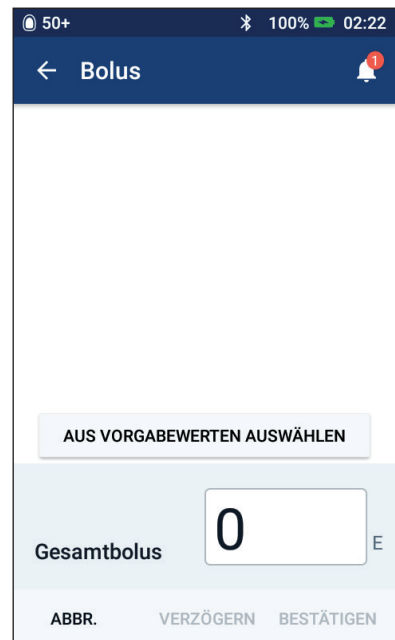 50+ 100% 02:22
← Bolus 1
AUS VORGABEWERTEN AUSWÄHLEN
Gesamtbolus 0 E
ABBR. VERZÖGERN BESTÄTIGEN